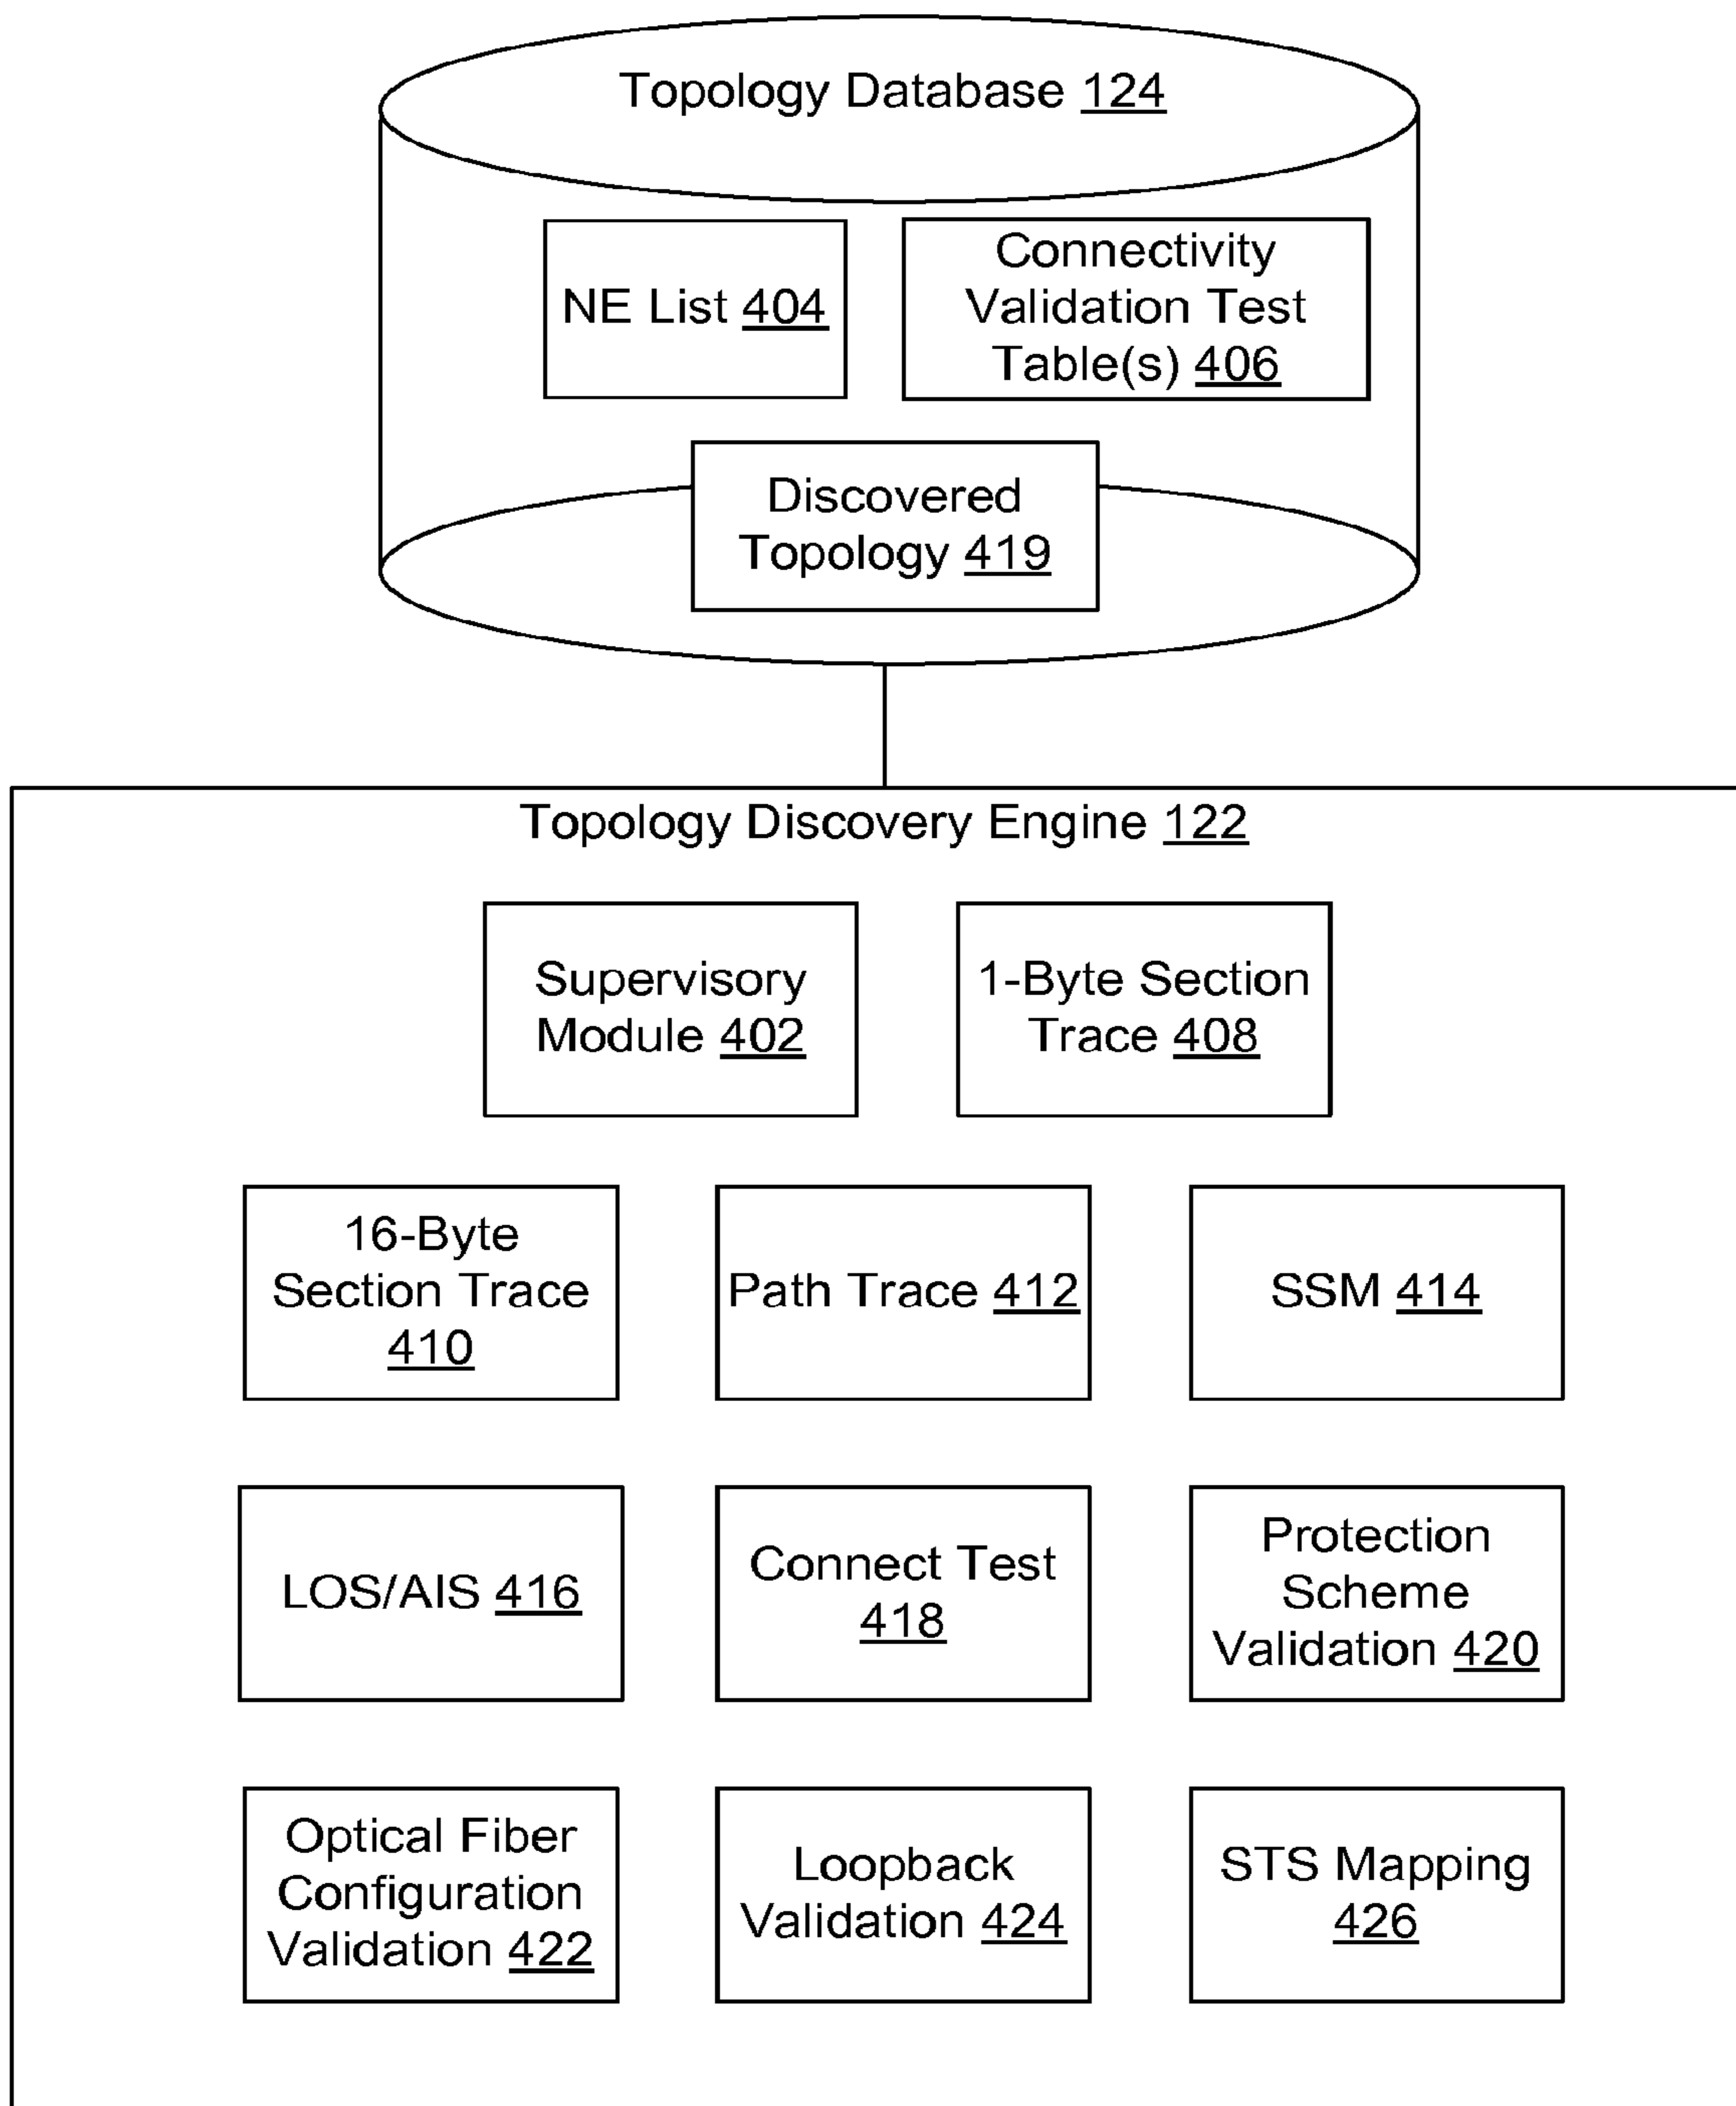 Topology Database 124
NE List 404
Connectivity
Validation Test
Table(s) 406
Discovered
Topology 419
Topology Discovery Engine 122
Supervisory
Module 402
1-Byte Section
Trace 408
16-Byte
Section Trace
410
Path Trace 412
SSM 414
LOS/AIS 416
Connect Test
418
Protection
Scheme
Validation 420
Optical Fiber
Configuration
Validation 422
Loopback
Validation 424
STS Mapping
426